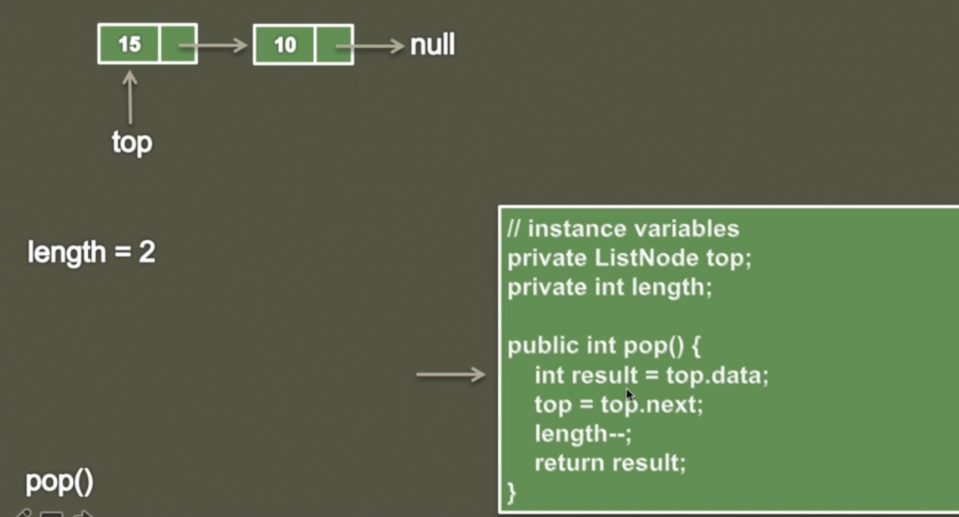 15 10 null
top
length = 2
// instance variables
private ListNode top;
private int length;
public int pop() {
int result = top.data;
top = top.next;
length--;
return result;
}
pop()